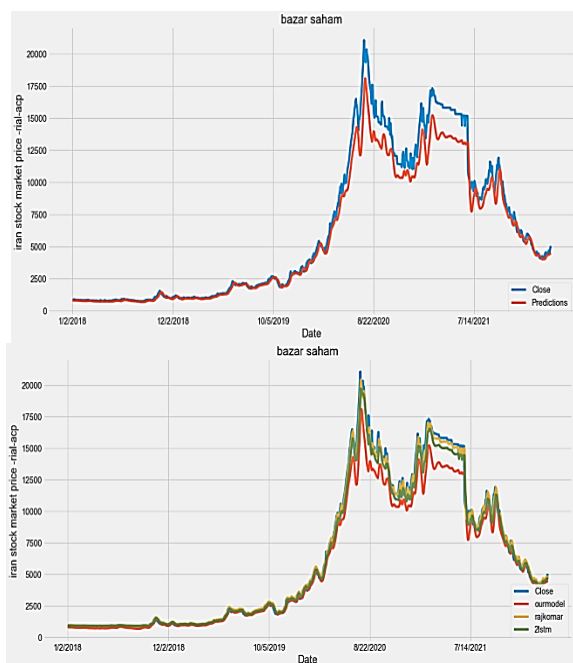 bazar saham
iran stock market price -rial-acp
20000
17500
15000
12500
10000
7500
5000
2500
0
1/2/2018
12/2/2018
10/5/2019
8/22/2020
7/14/2021
Date
Close
Predictions
bazar saham
iran stock market price -rial-acp
20000
17500
15000
12500
10000
7500
5000
2500
0
1/2/2018
12/2/2018
10/5/2019
8/22/2020
7/14/2021
Date
Close
ourmodel
rajkomar
2lstm